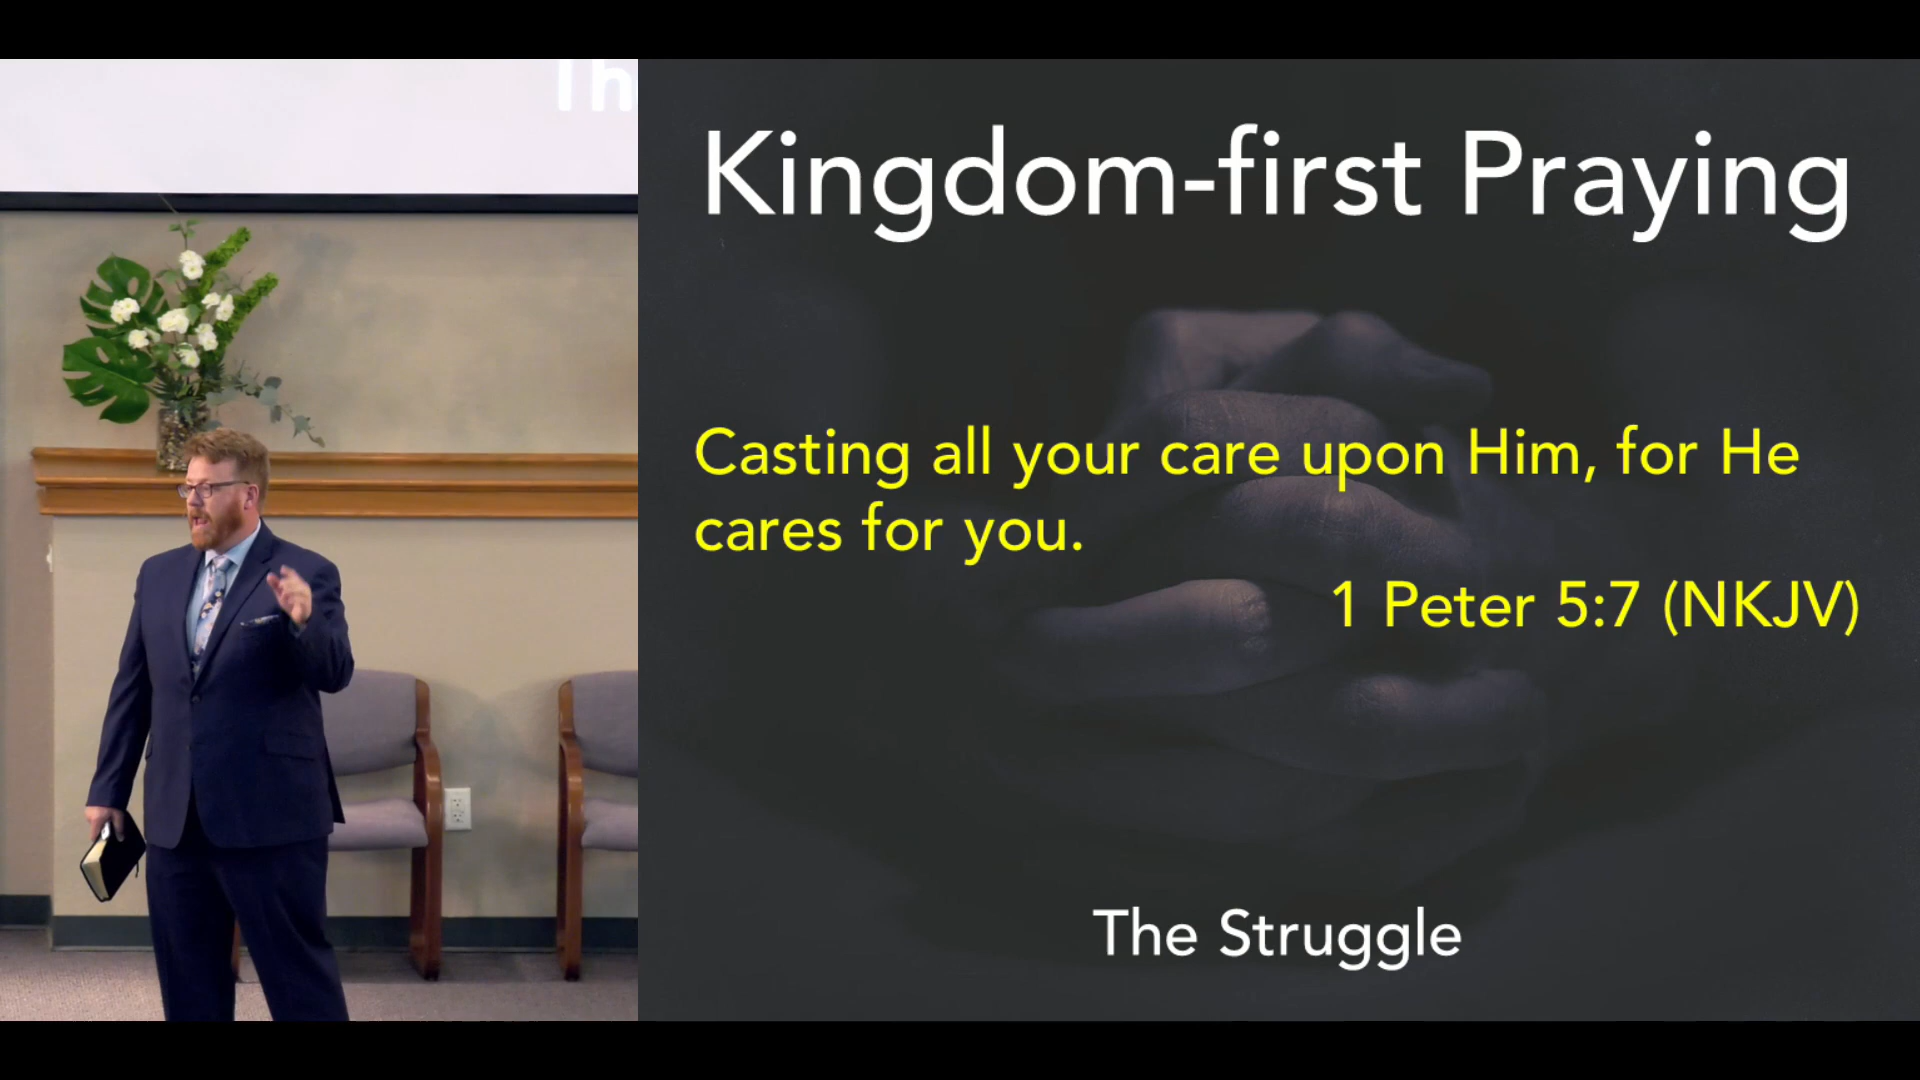 Th
Kingdom-first Praying
Casting all your care upon Him, for He
cares for you.
1 Peter 5:7 (NKJV)
The Struggle